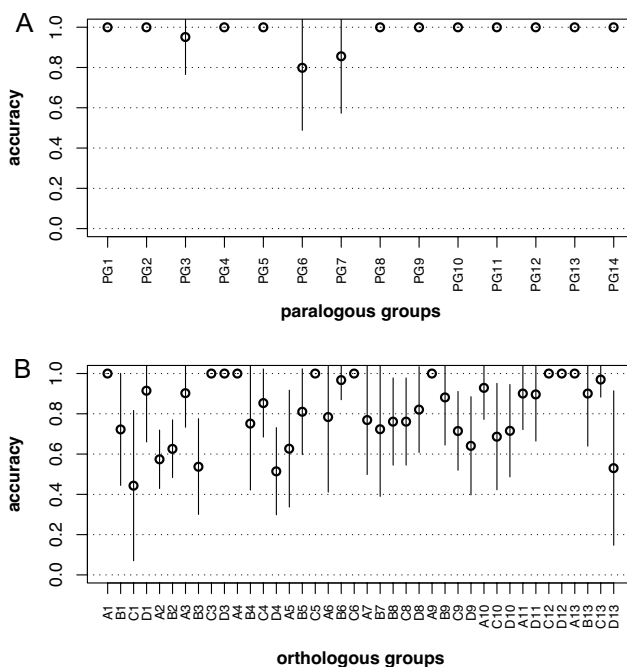 A
accuracy
1.0
0.8
0.6
0.4
0.2
0.0
PG1 PG2 PG3 PG4 PG5 PG6 PG7 PG8 PG9 PG10 PG11 PG12 PG13 PG14
paralogous groups
B
accuracy
1.0
0.8
0.6
0.4
0.2
0.0
A1 B1 C1 D1 A2 B2 A3 B3 C3 D3 A4 B4 C4 D4 A5 B5 C5 A6 B6 C6 A7 B7 B8 C8 D8 A9 B9 C9 D9 A10 C10 D10 A11 D11 C12 D12 A13 B13 C13 D13
orthologous groups